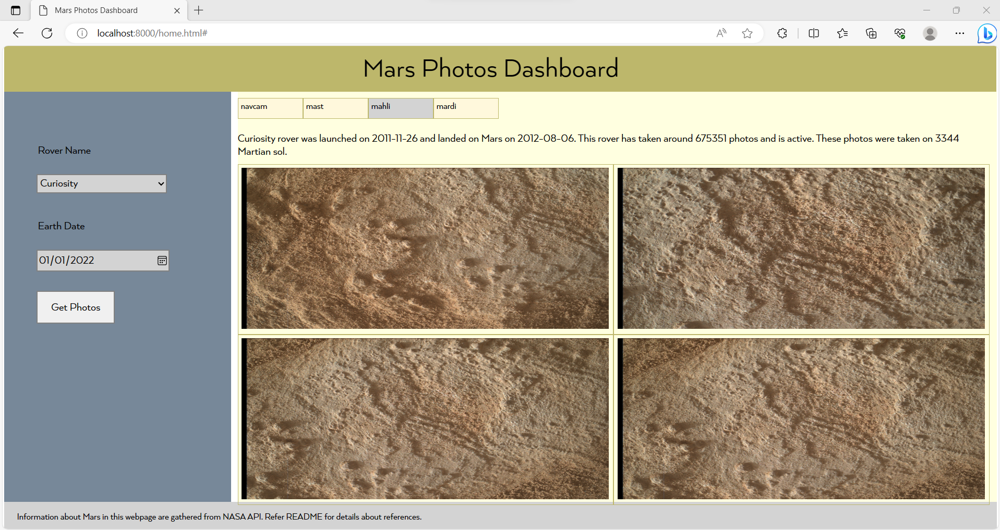 Mars Photos Dashboard
localhost:8000/home.html#
Mars Photos Dashboard
navcam mast mahli mardi
Rover Name
Curiosity
Earth Date
01/01/2022
Get Photos
Curiosity rover was launched on 2011-11-26 and landed on Mars on 2012-08-06. This rover has taken around 675351 photos and is active. These photos were taken on 3344
Martian sol.
Information about Mars in this webpage are gathered from NASA API. Refer README for details about references.